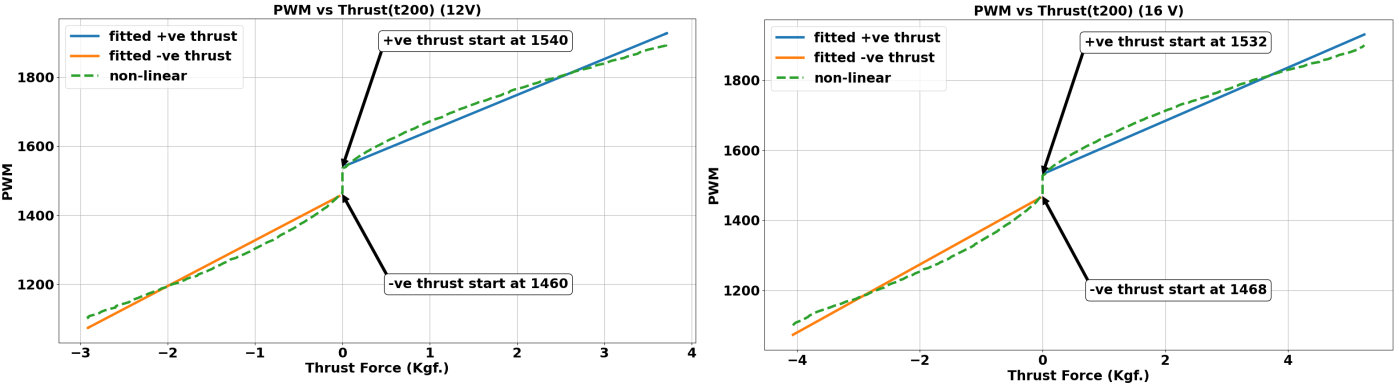 PWM vs Thrust(t200) (12V)
fitted +ve thrust
fitted -ve thrust
non-linear
+ve thrust start at 1540
-ve thrust start at 1460
1800
1600
1400
1200
PWM
−3
−2
−1
0
1
2
3
4
Thrust Force (Kgf.)
PWM vs Thrust(t200) (16 V)
fitted +ve thrust
fitted -ve thrust
non-linear
+ve thrust start at 1532
-ve thrust start at 1468
1800
1600
1400
1200
PWM
−4
−2
0
2
4
Thrust Force (Kgf.)